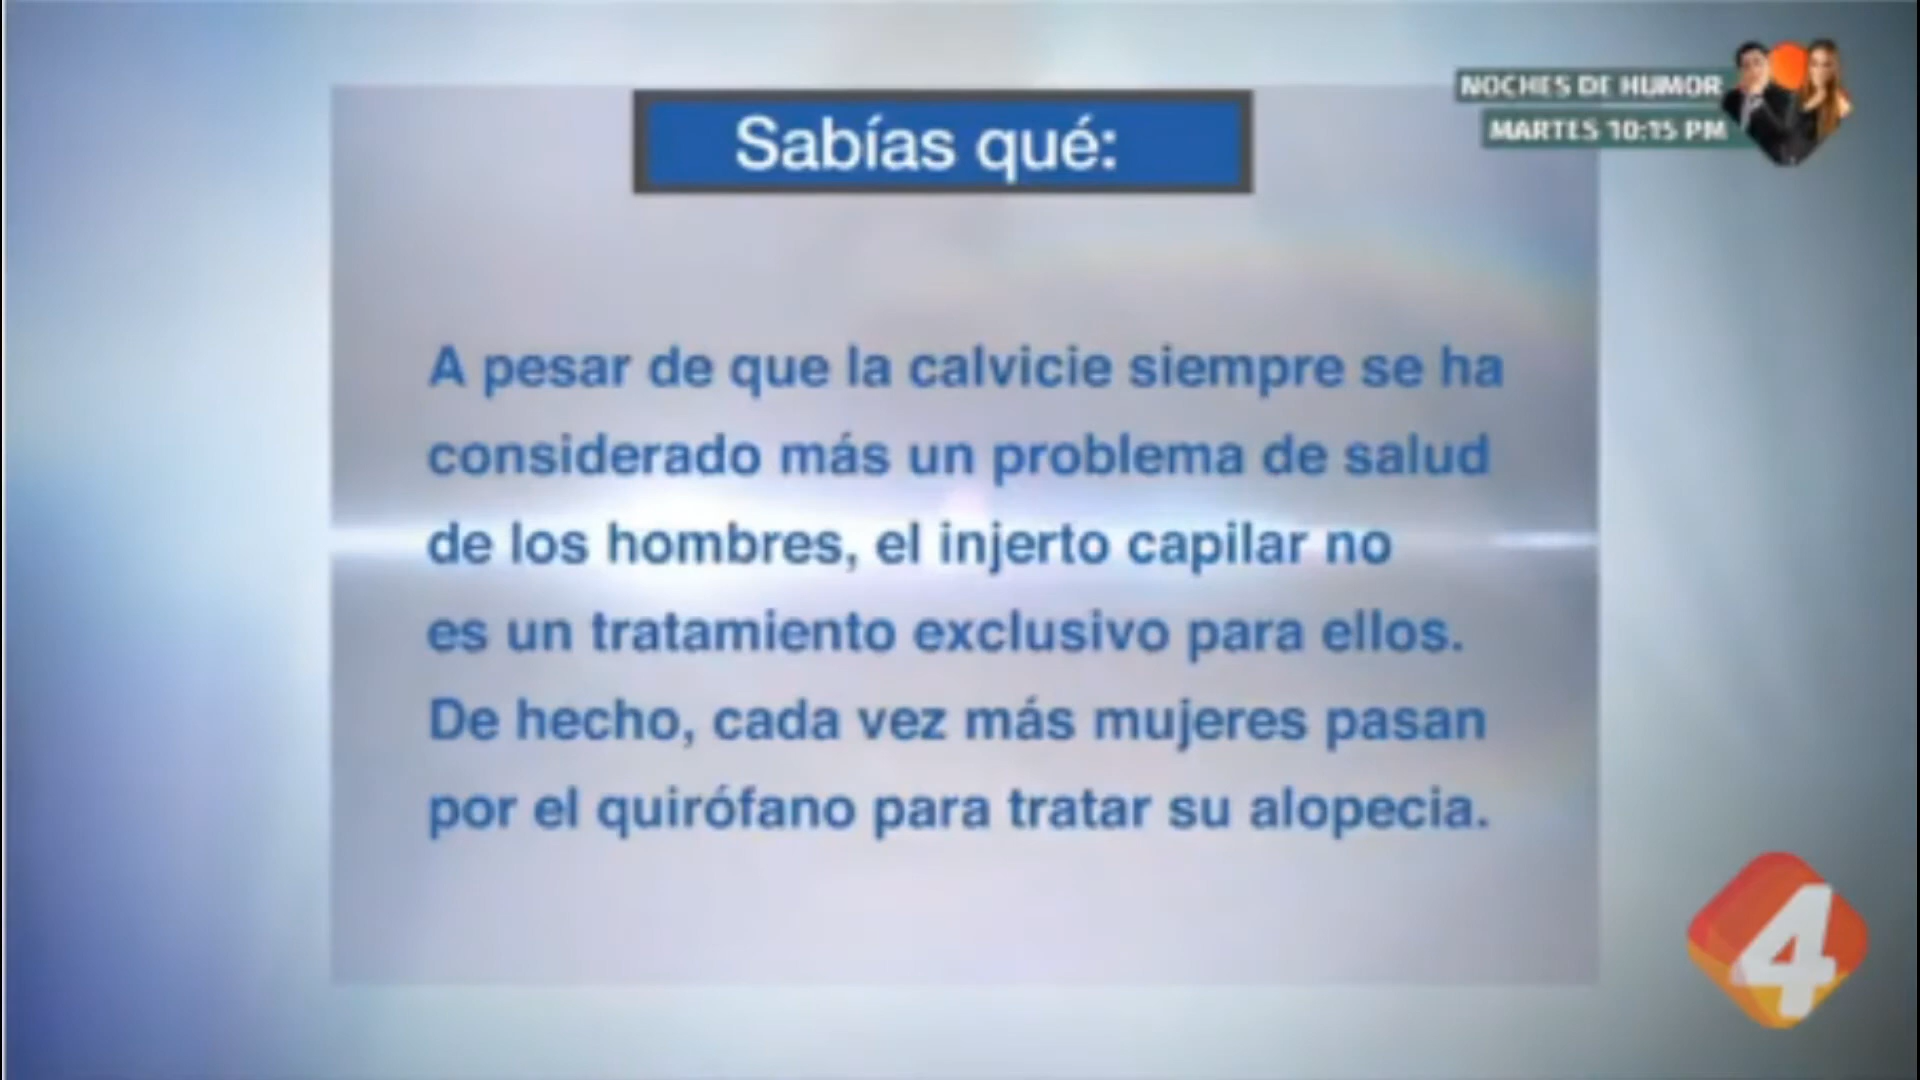 NOCHES DE HUMOR
MARTES 10:15 PM
Sabías qué:
A pesar de que la calvicie siempre se ha
considerado más un problema de salud
de los hombres, el injerto capilar no
es un tratamiento exclusivo para ellos.
De hecho, cada vez más mujeres pasan
por el quirófano para tratar su alopecia.
4